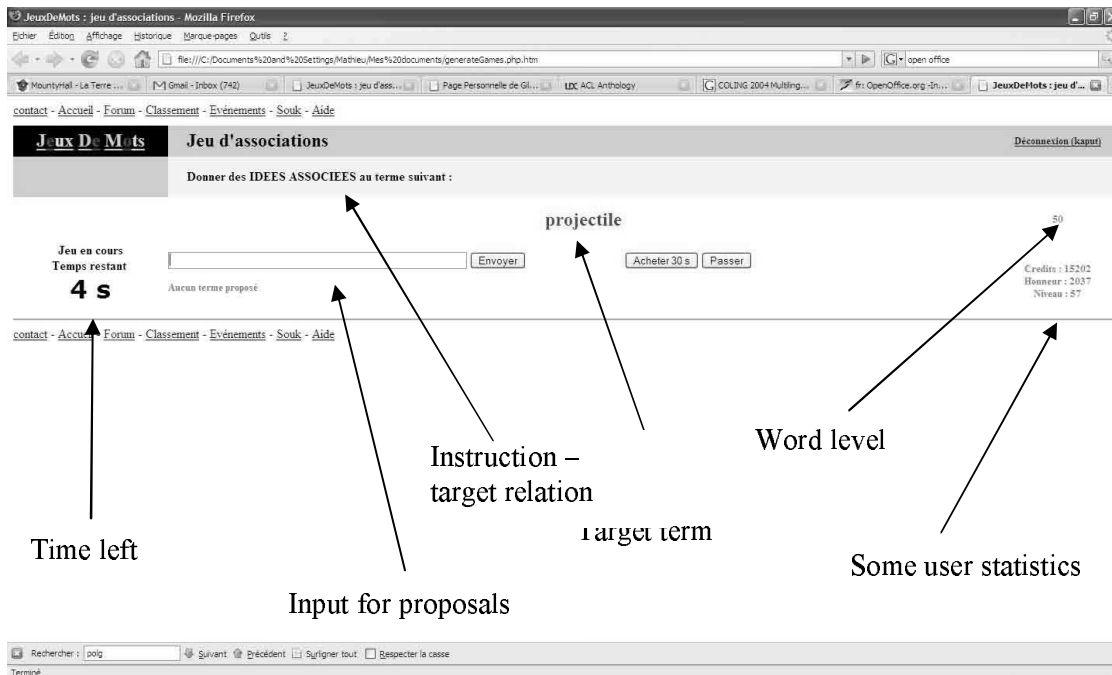 JeuxDeMots : jeu d'associations - Mozilla Firefox
Fichier Édition Affichage Historique Marque-pages Outils ?
file:///C:/Documents%20and%20Settings/Mathieu/Mes%20documents/generateGames.php.htm
open office
MountyHall - La Terre ... Gmail - Inbox (742) JeuxDeMots : jeu d'ass... Page Personnelle de Gil... LDC ACL Anthology COLING 2004 Multiling... fr: OpenOffice.org -In... JeuxDeMots : jeu d'...
contact - Accueil - Forum - Classement - Evénements - Souk - Aide
Jeux De Mots
Jeu d'associations
Déconnexion (kaput)
Donner des IDEES ASSOCIEES au terme suivant :
projectile
50
Jeu en cours
Temps restant
4 s
Envoyer
Acheter 30 s
Passer
Aucun terme proposé
Credits : 15202
Honneur : 2037
Niveau : 57
contact - Accueil - Forum - Classement - Evénements - Souk - Aide
Word level
Instruction –
target relation
Target term
Time left
Some user statistics
Input for proposals
Rechercher : polg Suivant Précédent Surligner tout Respecter la casse
Terminé